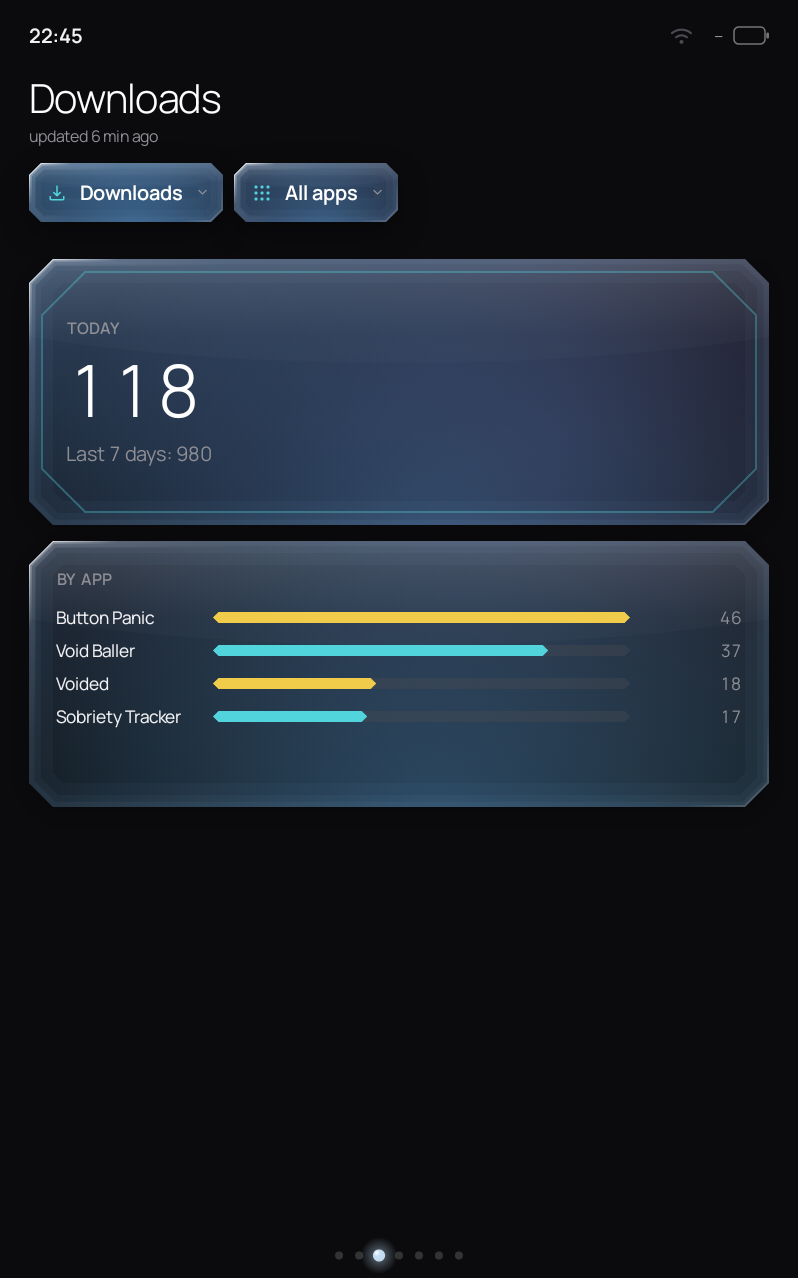 22:45
–
Downloads
updated 6 min ago
Downloads
All apps
TODAY
118
Last 7 days: 980
BY APP
Button Panic 46
Void Baller 37
Voided 18
Sobriety Tracker 17